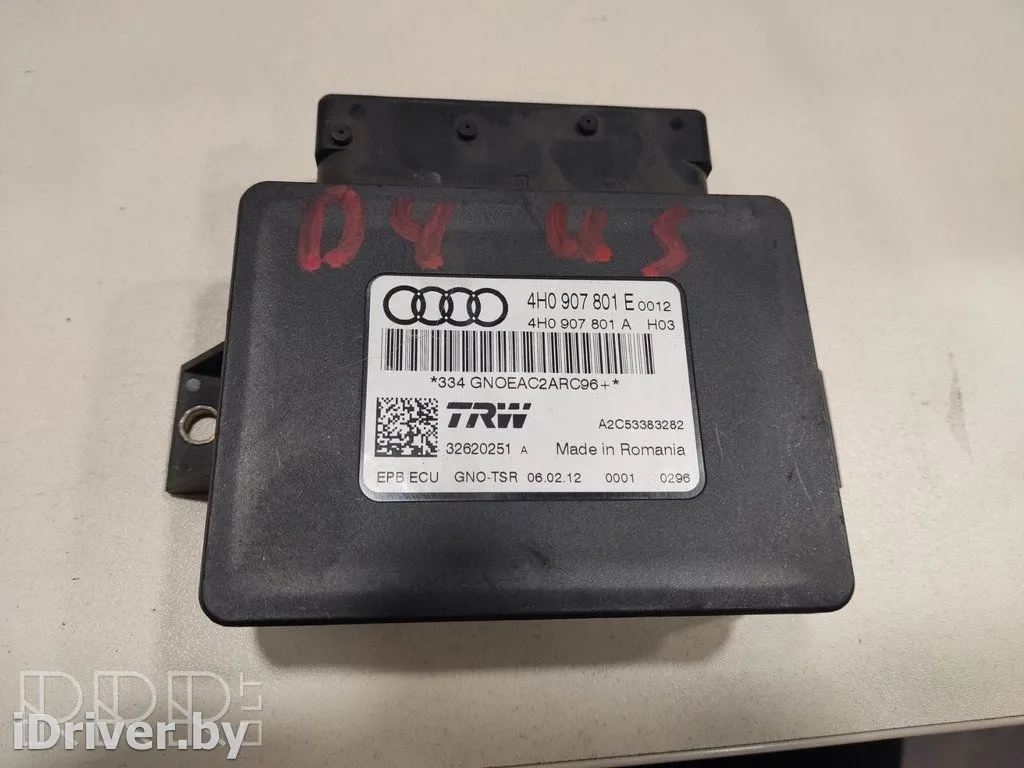 D4 US
4H0 907 801 E 0012
4H0 907 801 A H03
*334 GNOEAC2ARC96+*
TRW
A2C53383282
32620251 A Made in Romania
EPB ECU GNO-TSR 06.02.12 0001 0296
iDriver.by